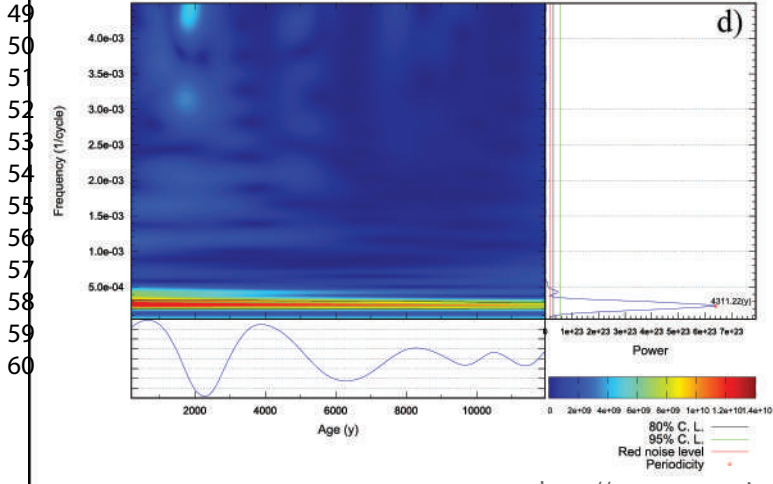 49
50
51
52
53
54
55
56
57
58
59
60
d)
4.0e-03
3.5e-03
3.0e-03
2.5e-03
2.0e-03
1.5e-03
1.0e-03
5.0e-04
Frequency (1/cycle)
4311.22(y)
0 1e+23 2e+23 3e+23 4e+23 5e+23 6e+23 7e+23
Power
2000 4000 6000 8000 10000
Age (y)
0 2e+09 4e+09 6e+09 8e+09 1e+10 1.2e+10 1.4e+10
80% C. L.
95% C. L.
Red noise level
Periodicity